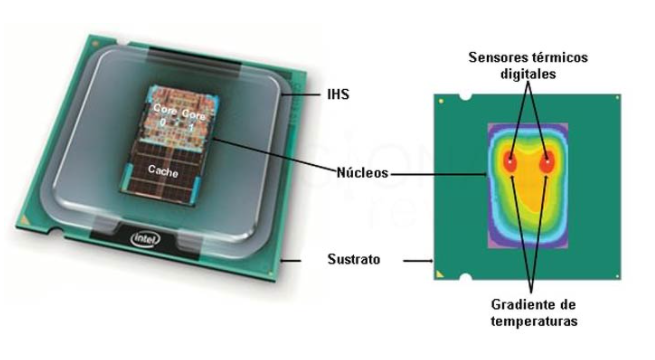 Sensores térmicos
digitales
IHS
Core Core
0 1
Cache
Núcleos
intel
Sustrato
Gradiente de
temperaturas